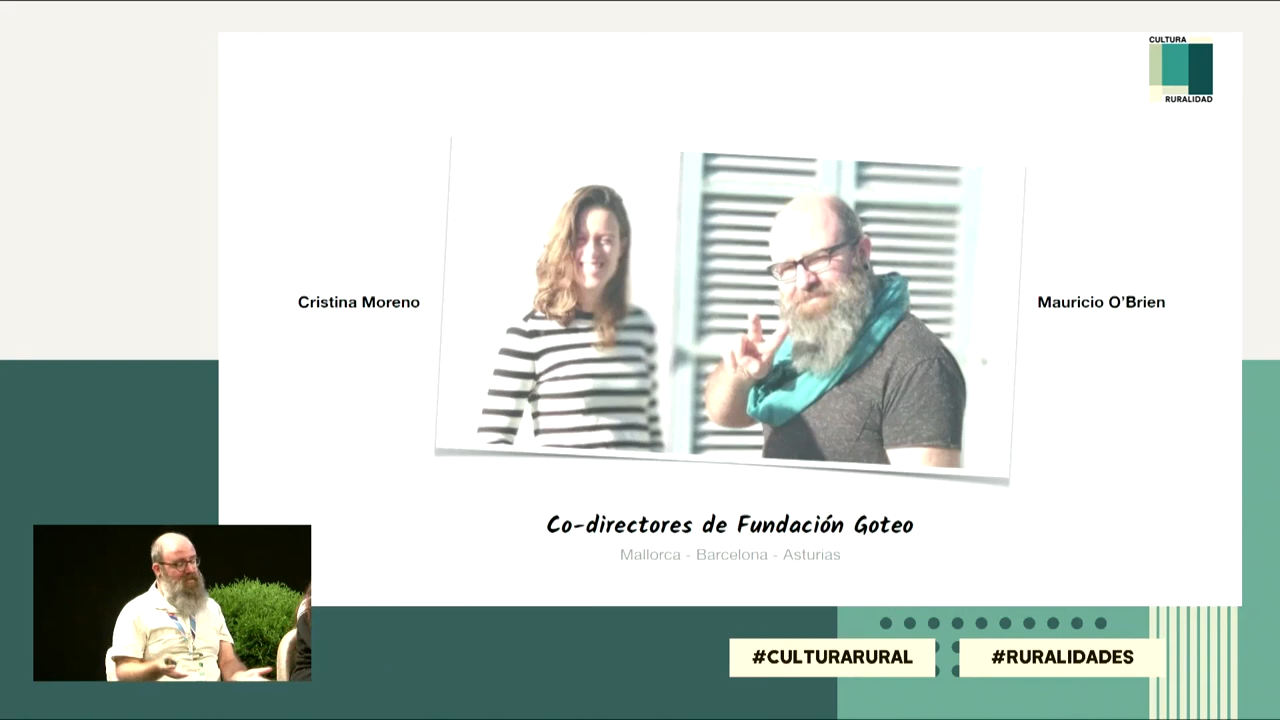 CULTURA
RURALIDAD
Cristina Moreno
Mauricio O'Brien
Co-directores de Fundación Goteo
Mallorca - Barcelona - Asturias
#CULTURARURAL
#RURALIDADES